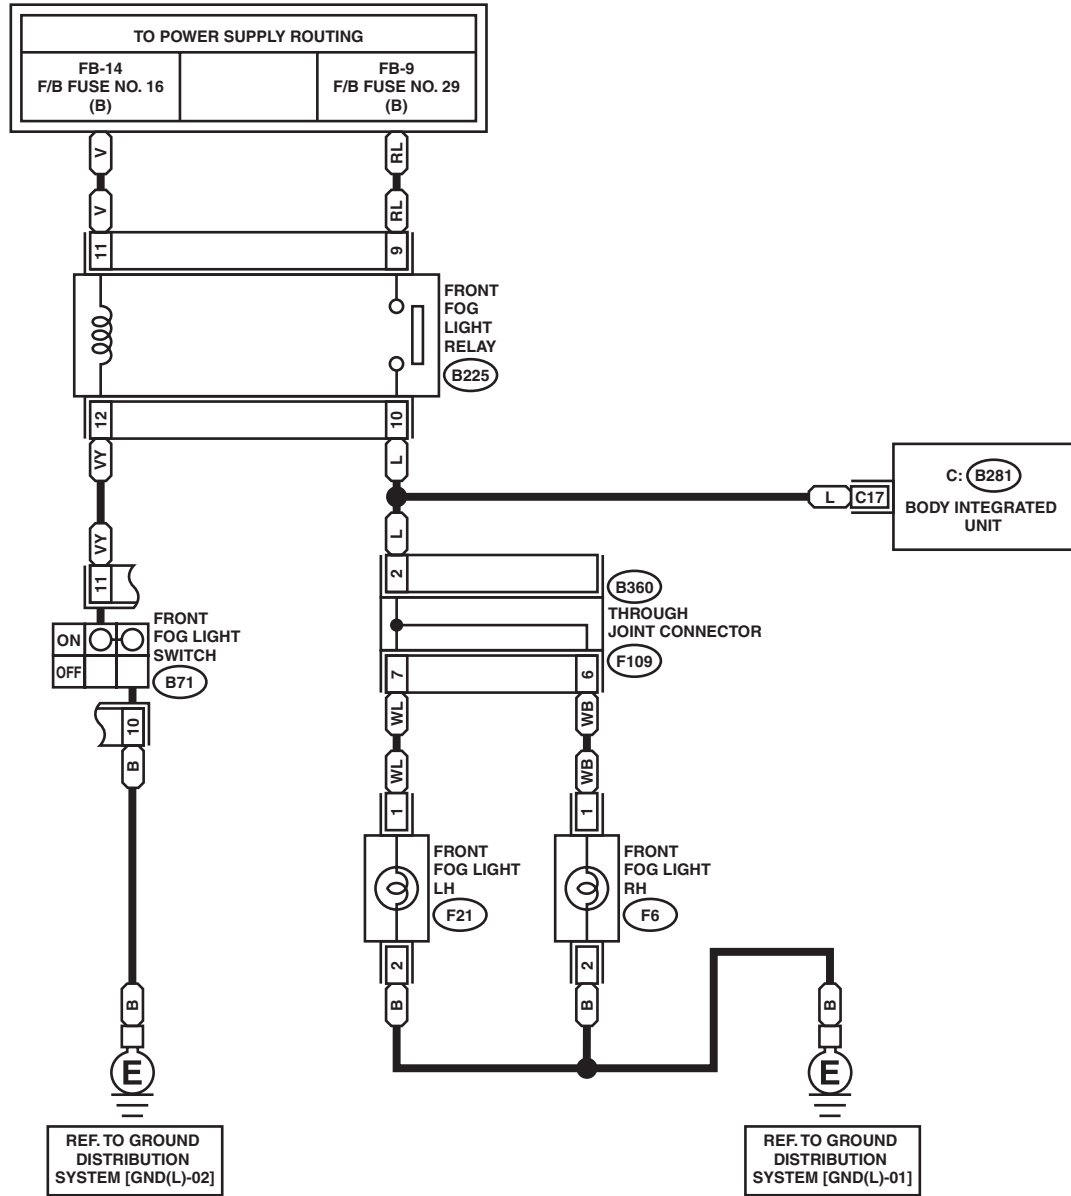 TO POWER SUPPLY ROUTING
FB-14
F/B FUSE NO. 16
(B)
FB-9
F/B FUSE NO. 29
(B)
V
RL
V
RL
11
9
FRONT
FOG
LIGHT
RELAY
B225
12
10
VY
L
C: B281
BODY INTEGRATED
UNIT
L
C17
VY
L
11
2
B360
FRONT
FOG LIGHT
SWITCH
B71
ON
OFF
THROUGH
JOINT CONNECTOR
F109
7
6
10
WL
WB
B
WL
WB
1
1
FRONT
FOG LIGHT
LH
F21
FRONT
FOG LIGHT
RH
F6
2
2
B
B
B
B
E
E
REF. TO GROUND
DISTRIBUTION
SYSTEM [GND(L)-02]
REF. TO GROUND
DISTRIBUTION
SYSTEM [GND(L)-01]